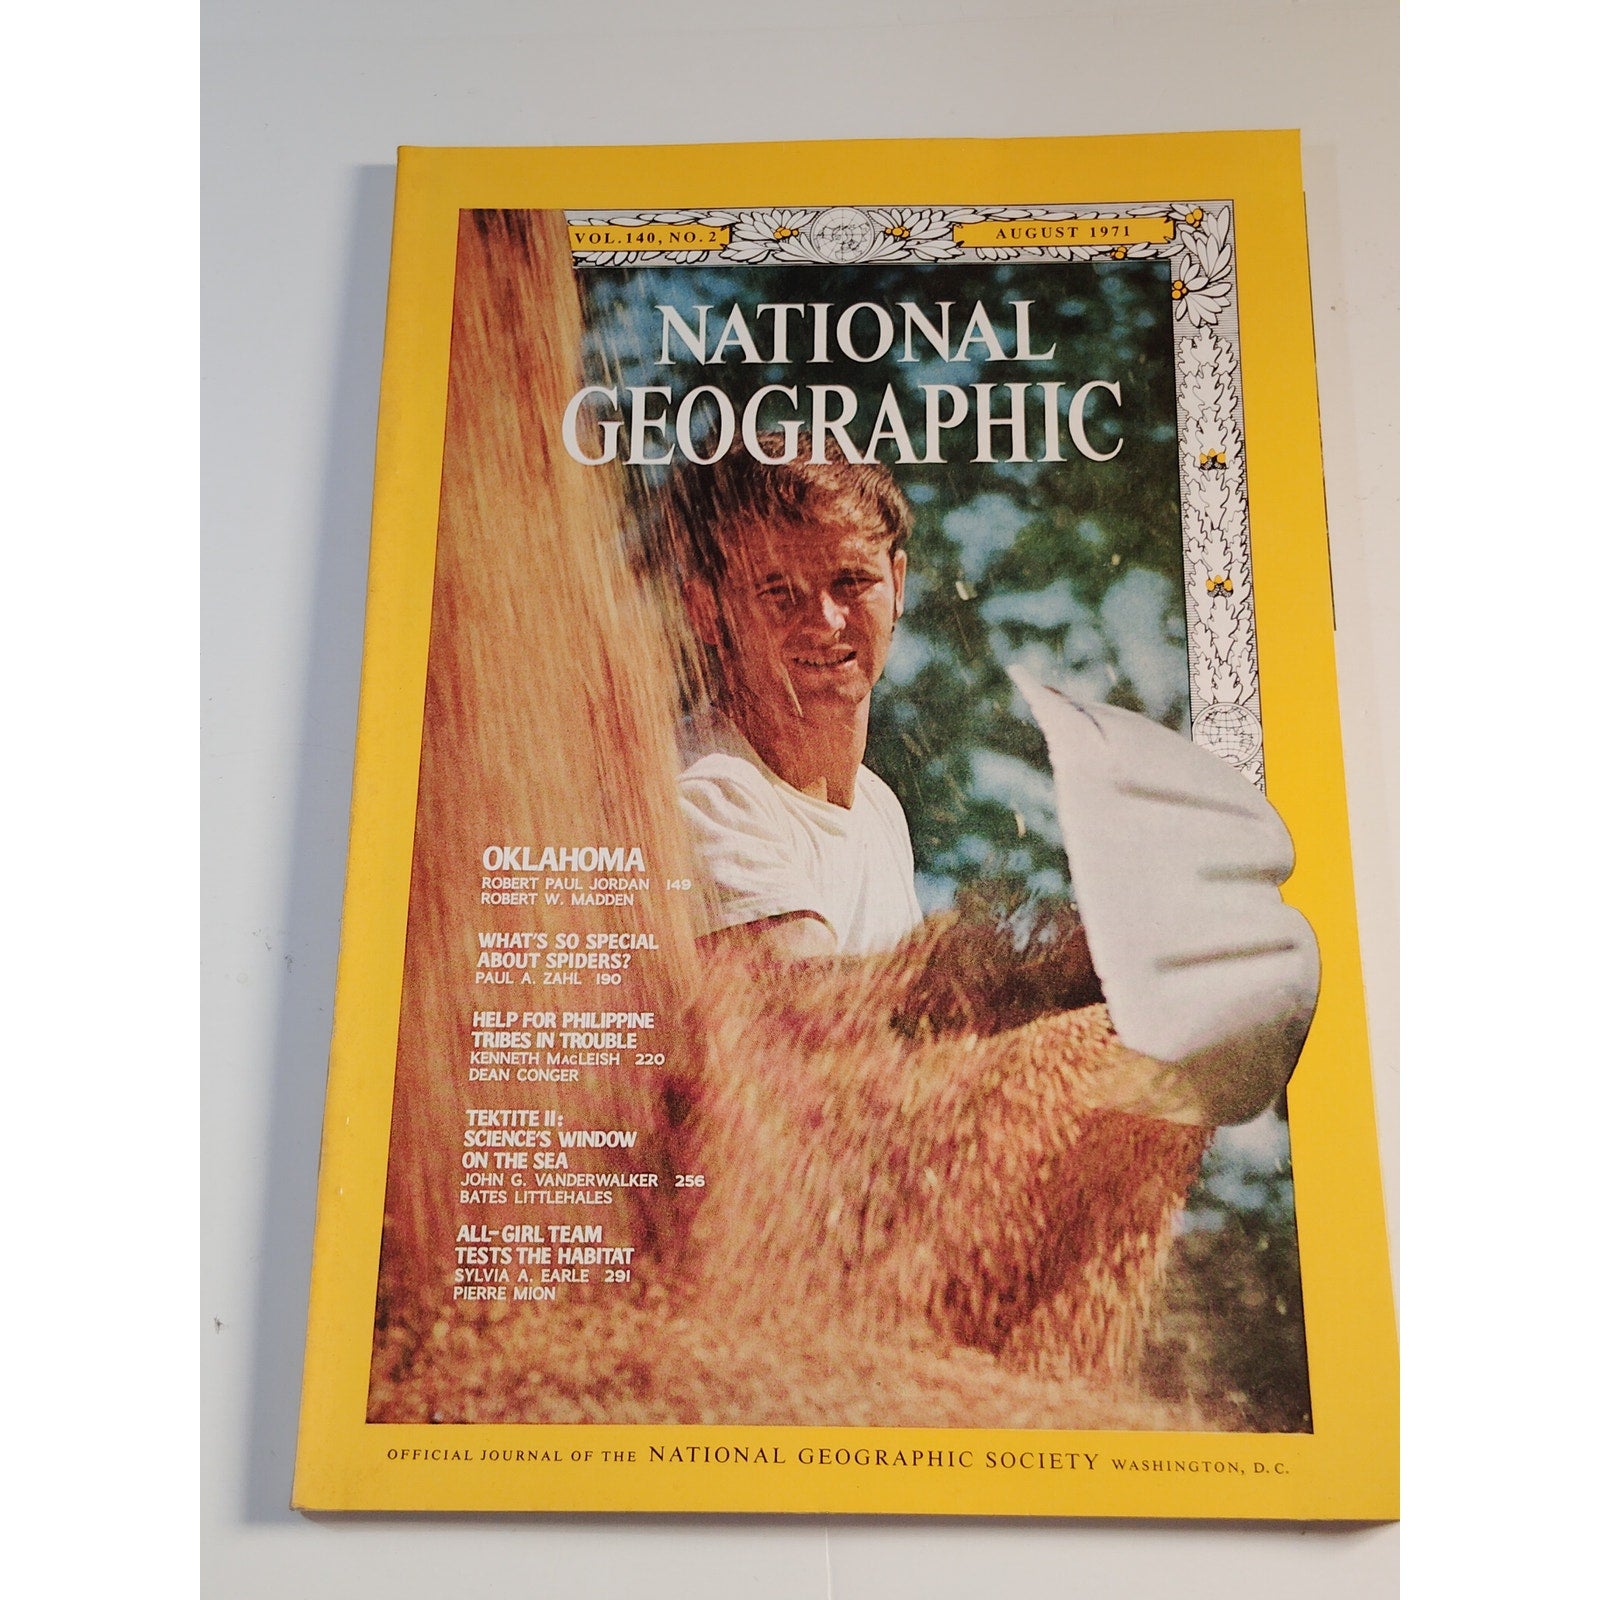 VOL. 140, NO. 2
AUGUST 1971
NATIONAL
GEOGRAPHIC
OKLAHOMA
ROBERT PAUL JORDAN 149
ROBERT W. MADDEN
WHAT'S SO SPECIAL
ABOUT SPIDERS?
PAUL A. ZAHL 190
HELP FOR PHILIPPINE
TRIBES IN TROUBLE
KENNETH MacLEISH 220
DEAN CONGER
TEKTITE II:
SCIENCE'S WINDOW
ON THE SEA
JOHN G. VANDERWALKER 256
BATES LITTLEHALES
ALL-GIRL TEAM
TESTS THE HABITAT
SYLVIA A. EARLE 291
PIERRE MION
OFFICIAL JOURNAL OF THE NATIONAL GEOGRAPHIC SOCIETY WASHINGTON, D. C.